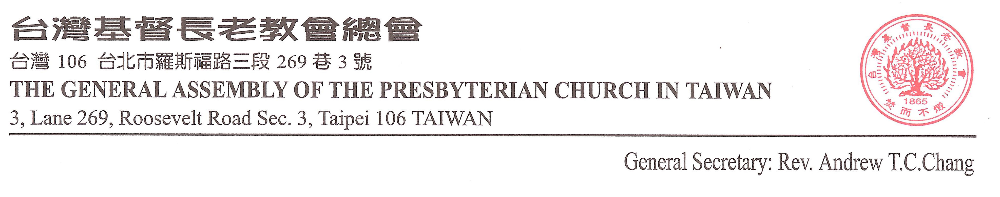 台灣基督長老教會總會
台灣 106 台北市羅斯福路三段 269 巷 3 號
THE GENERAL ASSEMBLY OF THE PRESBYTERIAN CHURCH IN TAIWAN
3, Lane 269, Roosevelt Road Sec. 3, Taipei 106 TAIWAN
台灣基督長老教會
1865
焚而不燬
General Secretary: Rev. Andrew T.C.Chang